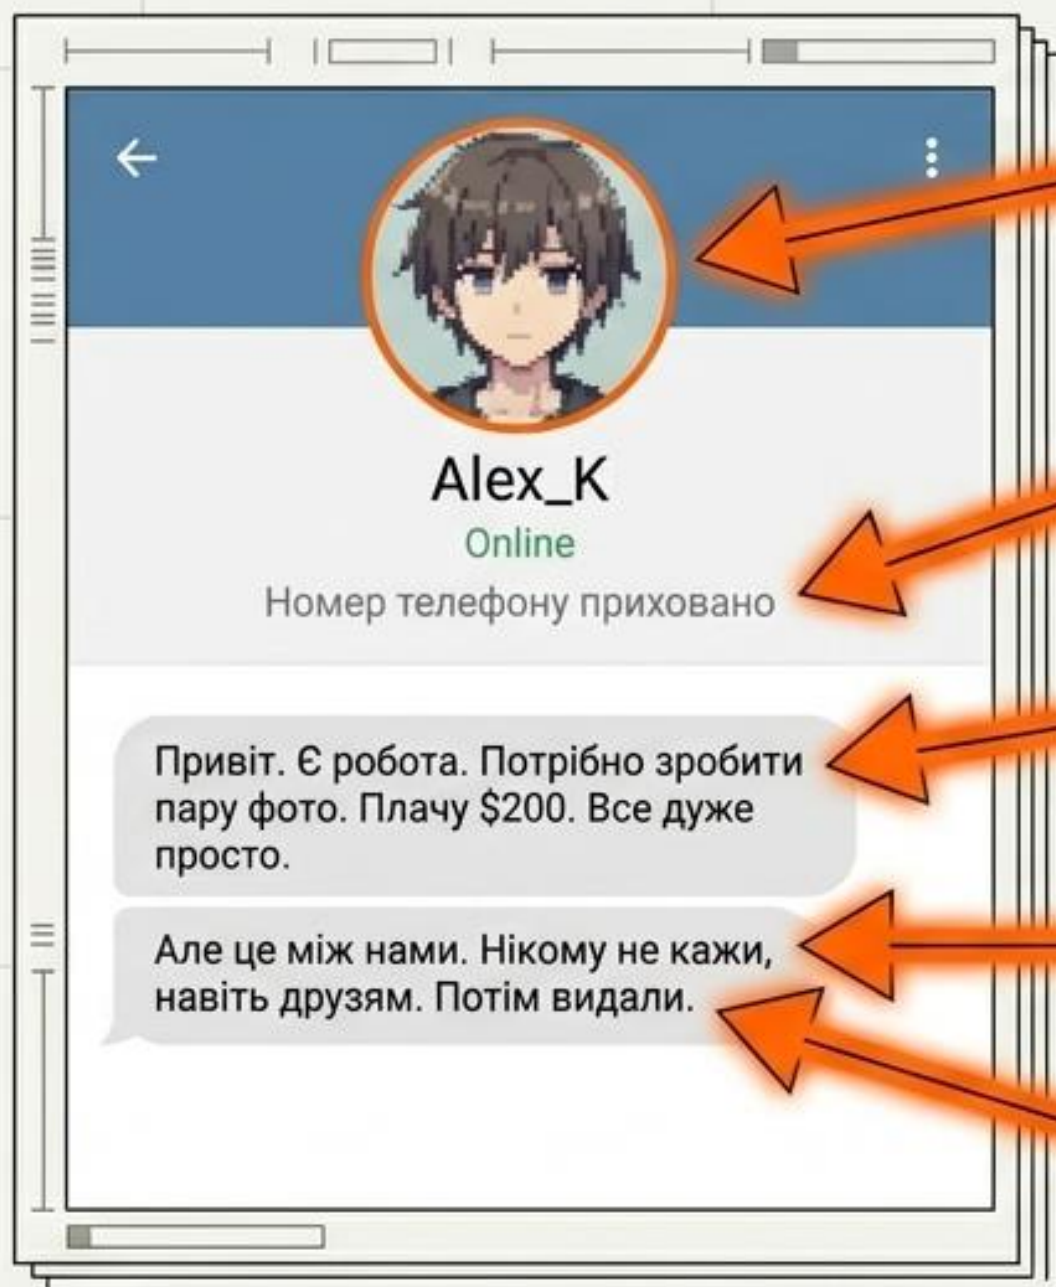 Alex_K
Online
Номер телефону приховано
Привіт. Є робота. Потрібно зробити
пару фото. Плачу $200. Все дуже
просто.
Але це між нами. Нікому не кажи,
навіть друзям. Потім видали.